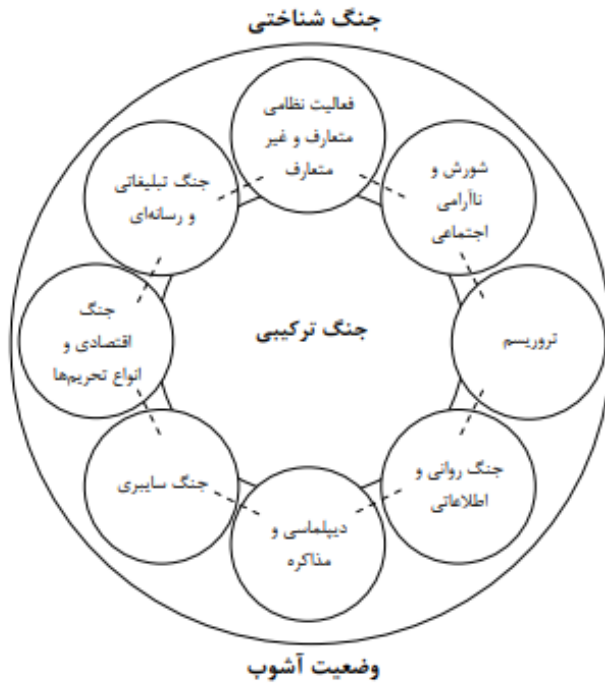 جنگ شناختی
فعالیت نظامی
متعارف و غیر
متعارف
شورش و
ناآرامی
اجتماعی
تروریسم
جنگ روانی و
اطلاعاتی
دیپلماسی و
مذاکره
جنگ سایبری
جنگ
اقتصادی و
انواع تحریم‌ها
جنگ تبلیغاتی
و رسانه‌ای
جنگ ترکیبی
وضعیت آشوب